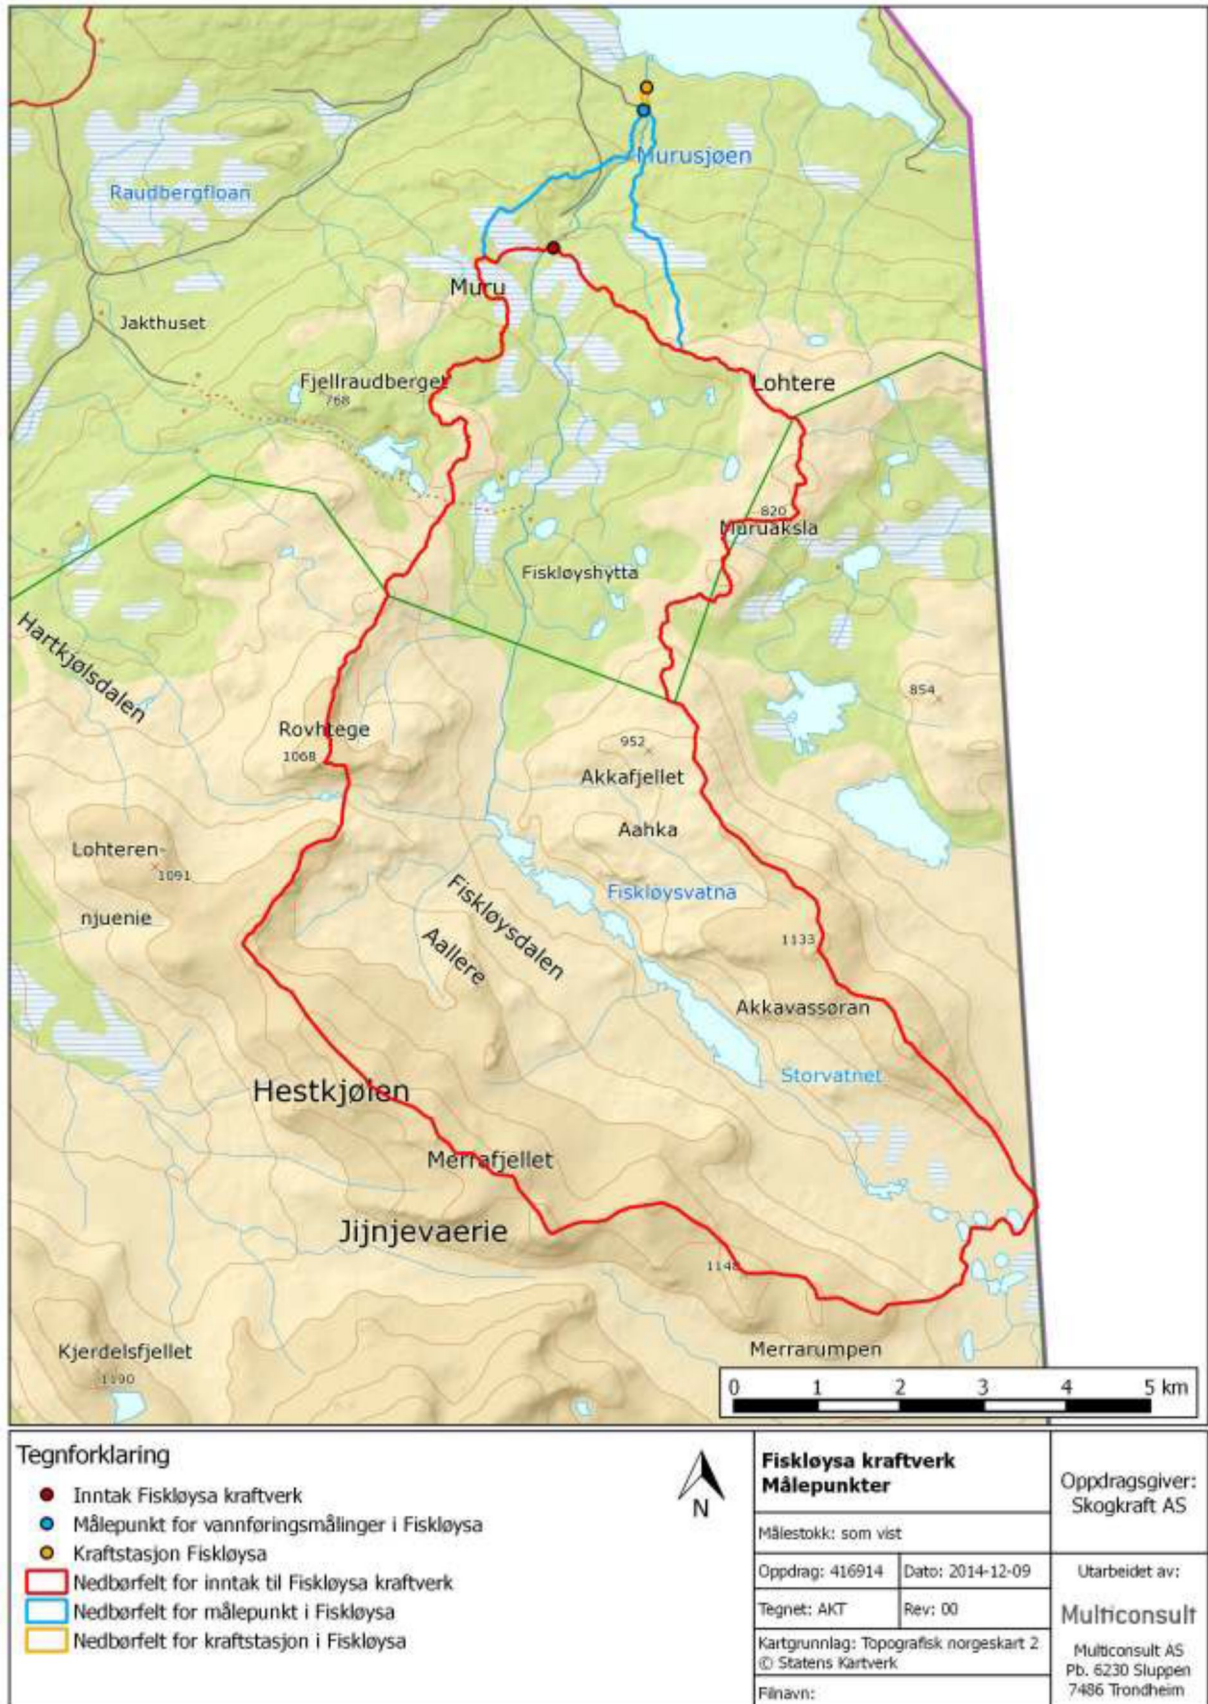 Murusjøen
Raudbergfloan
Muru
Jakthuset
Fjellraudberget
768
Lohtere
820
Muruaksla
Fiskløyshytta
Hartkjølsdalen
Rovhtege
1068
854
952
Akkafjellet
Aahka
Lohteren-
1091
njuenie
Fiskløysdalen
Aallere
Fiskløysvatna
1133
Akkavassøran
Storvatnet
Hestkjølen
Merrafjellet
Jijnjevaerie
1148
Merrarumpen
Kjerdelsfjellet
1190
0 1 2 3 4 5 km
Tegnforklaring
Inntak Fiskløysa kraftverk
Målepunkt for vannføringsmålinger i Fiskløysa
Kraftstasjon Fiskløysa
Nedbørfelt for inntak til Fiskløysa kraftverk
Nedbørfelt for målepunkt i Fiskløysa
Nedbørfelt for kraftstasjon i Fiskløysa
N
Fiskløysa kraftverk
Målepunkter
Målestokk: som vist
Oppdrag: 416914 Dato: 2014-12-09
Tegnet: AKT Rev: 00
Kartgrunnlag: Topografisk norgeskart 2
© Statens Kartverk
Filnavn:
Oppdragsgiver:
Skogkraft AS
Utarbeidet av:
Multiconsult
Multiconsult AS
Pb. 6230 Sluppen
7486 Trondheim